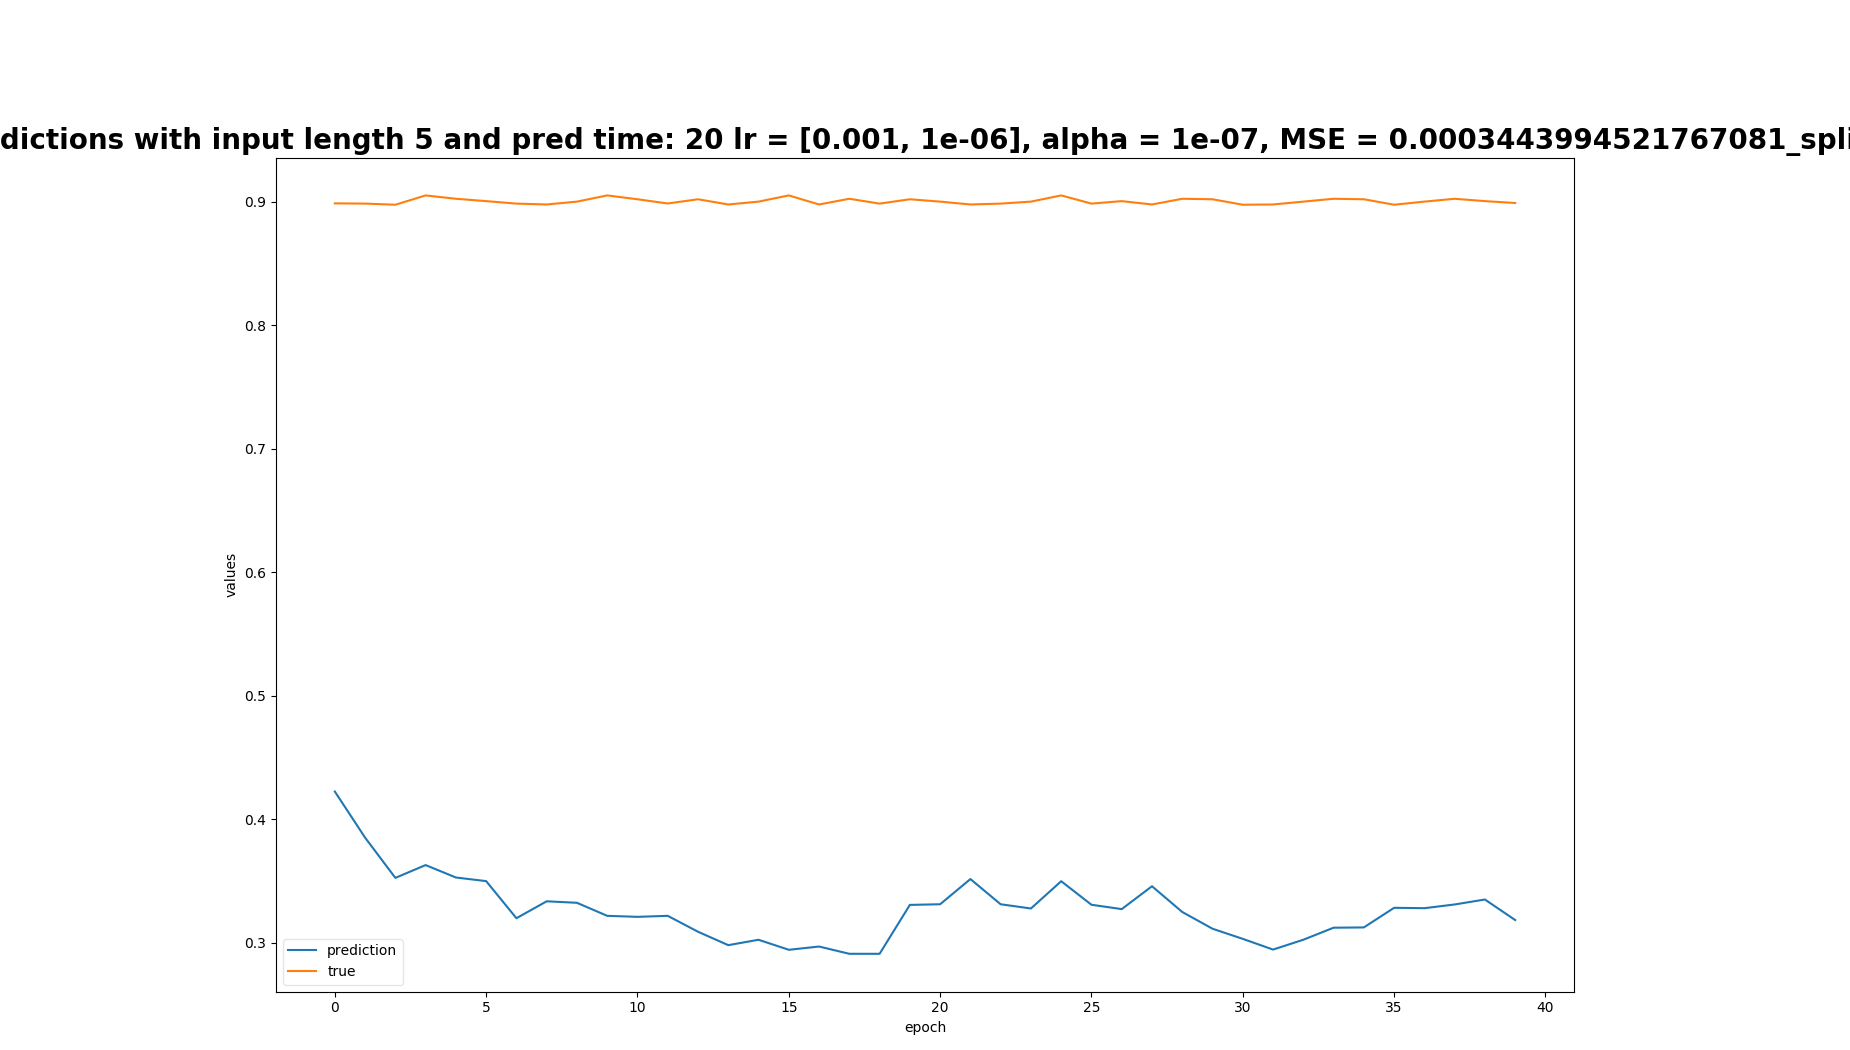 dictions with input length 5 and pred time: 20 lr = [0.001, 1e-06], alpha = 1e-07, MSE = 0.0003443994521767081_spli
0.9
0.8
0.7
0.6
0.5
0.4
0.3
values
prediction
true
0 5 10 15 20 25 30 35 40
epoch